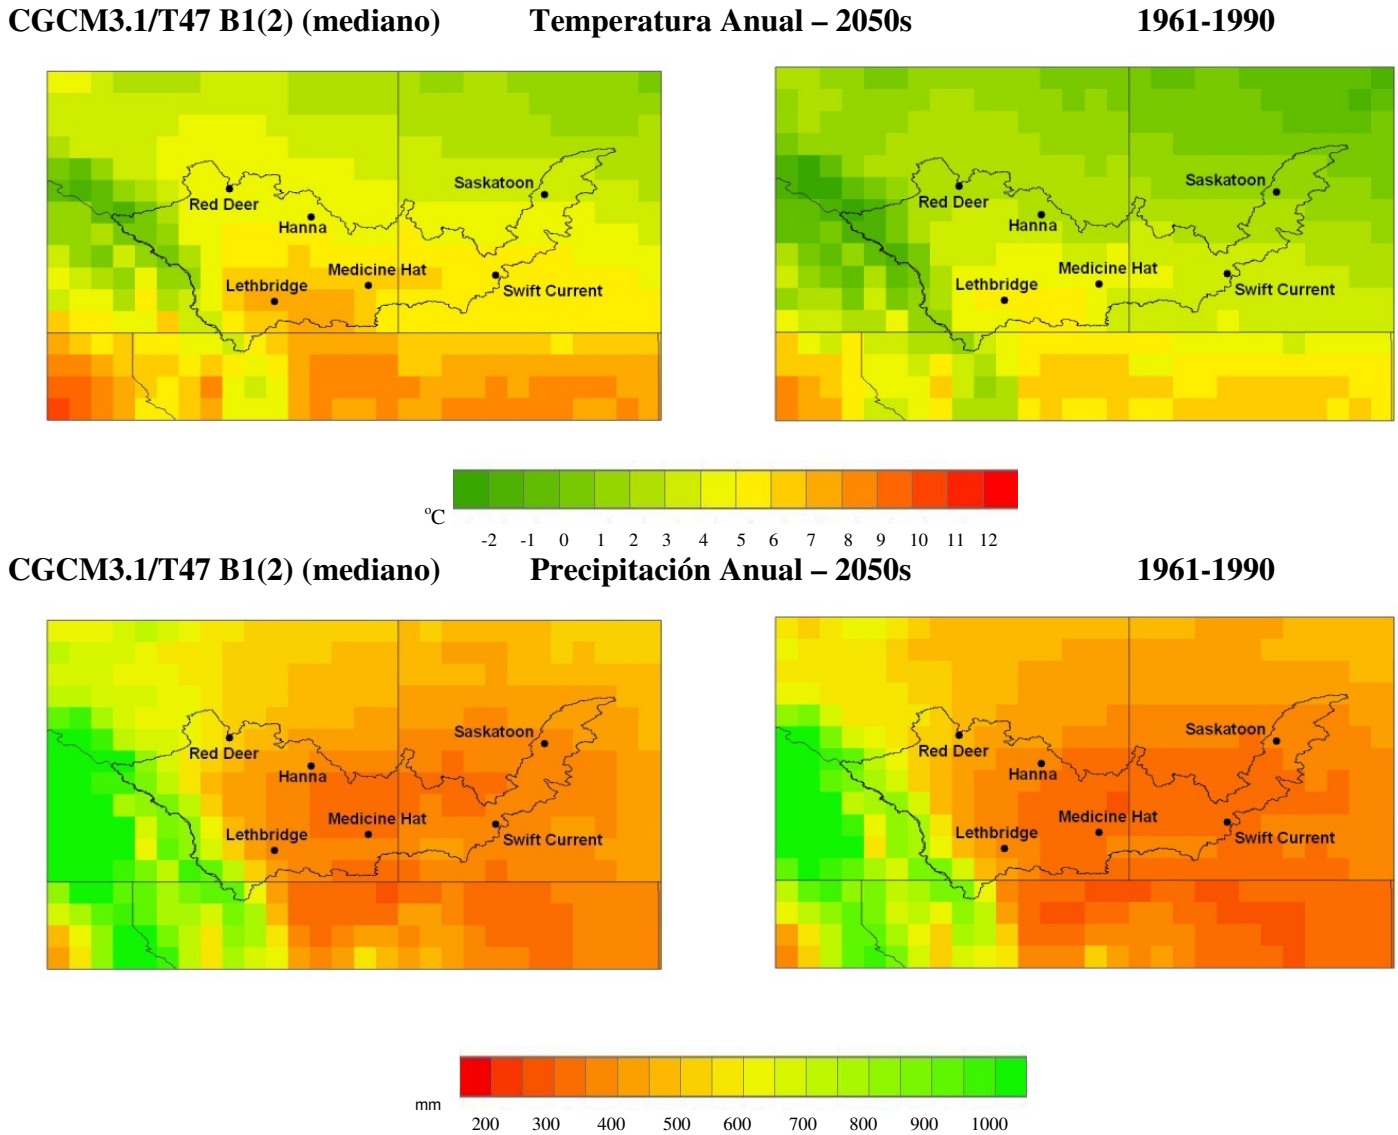 CGCM3.1/T47 B1(2) (mediano) Temperatura Anual – 2050s 1961-1990
Saskatoon
Red Deer
Hanna
Medicine Hat
Lethbridge
Swift Current
Saskatoon
Red Deer
Hanna
Medicine Hat
Lethbridge
Swift Current
°C
-2 -1 0 1 2 3 4 5 6 7 8 9 10 11 12
CGCM3.1/T47 B1(2) (mediano) Precipitación Anual – 2050s 1961-1990
Saskatoon
Red Deer
Hanna
Medicine Hat
Lethbridge
Swift Current
Saskatoon
Red Deer
Hanna
Medicine Hat
Lethbridge
Swift Current
mm
200 300 400 500 600 700 800 900 1000